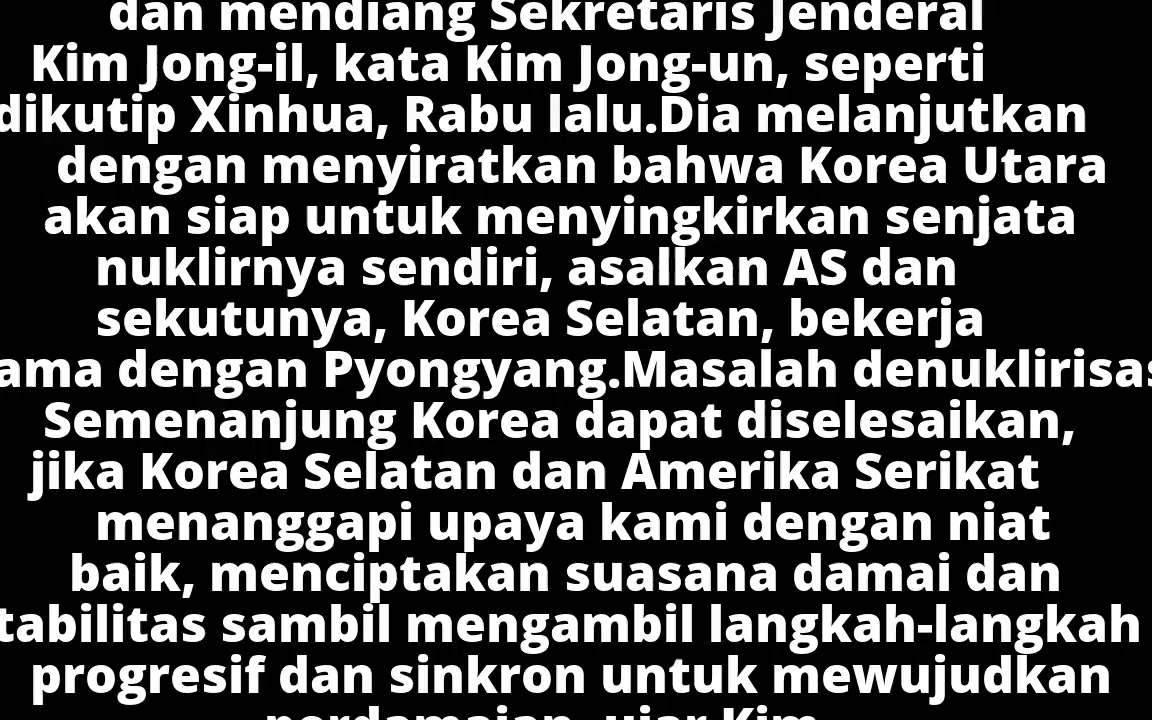 dan mendiang Sekretaris Jenderal
Kim Jong-il, kata Kim Jong-un, seperti
dikutip Xinhua, Rabu lalu.Dia melanjutkan
dengan menyiratkan bahwa Korea Utara
akan siap untuk menyingkirkan senjata
nuklirnya sendiri, asalkan AS dan
sekutunya, Korea Selatan, bekerja
ama dengan Pyongyang.Masalah denuklirisas
Semenanjung Korea dapat diselesaikan,
jika Korea Selatan dan Amerika Serikat
menanggapi upaya kami dengan niat
baik, menciptakan suasana damai dan
tabilitas sambil mengambil langkah-langkah
progresif dan sinkron untuk mewujudkan
perdamaian, ujar Kim